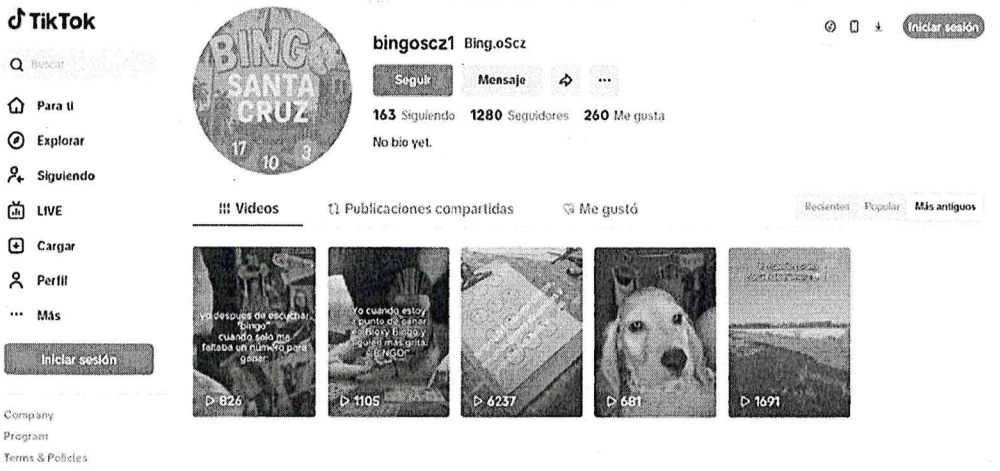 TikTok
Buscar
Para ti
Explorar
Siguiendo
LIVE
Cargar
Perfil
Más
Iniciar sesión
Company
Program
Terms & Policies
BINGO
SANTA
CRUZ
17
10
3
bingoscz1 Bing.oScz
Seguir Mensaje
163 Siguiendo 1280 Seguidores 260 Me gusta
No bio yet.
Iniciar sesión
Videos Publicaciones compartidas Me gustó
Recientes Popular Más antiguos
yo despues de escuchar
"bingo"
cuando solo me
faltaba un número para
ganar
826
Yo cuando estoy
a punto de ganar
Bingo y
alguien más grita
"BINGO"
1105
6237
681
1691